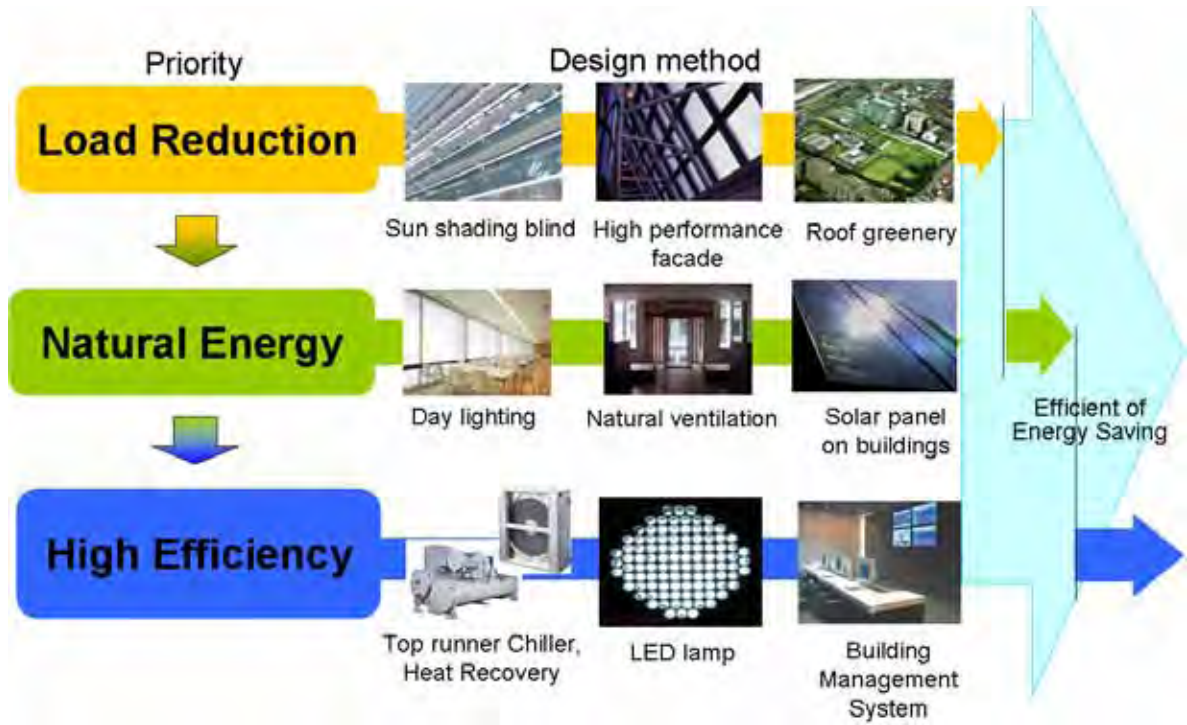 Priority
Design method
Load Reduction
Sun shading blind
High performance
facade
Roof greenery
Natural Energy
Day lighting
Natural ventilation
Solar panel
on buildings
Efficient of
Energy Saving
High Efficiency
Top runner Chiller,
Heat Recovery
LED lamp
Building
Management
System